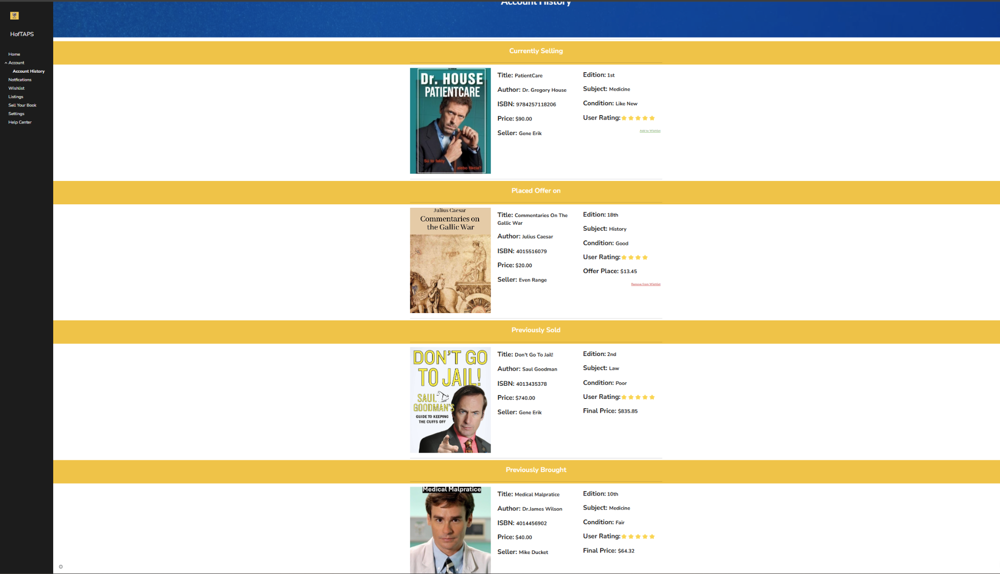 Account History
HofTAPS
Home
Account
Account History
Notfications
Wishlist
Listings
Sell Your Book
Settings
Help Center
Currently Selling
Dr. HOUSE
PATIENTCARE
Sú to fakty
alebo fikcia?
Title: PatientCare
Author: Dr. Gregory House
ISBN: 9784257118206
Price: $90.00
Seller: Gene Erik
Edition: 1st
Subject: Medicine
Condition: Like New
User Rating:
Add to Wishlist
Placed Offer on
Julius Caesar
Commentaries on
the Gallic War
Title: Commentaries On The
Gallic War
Author: Julius Caesar
ISBN: 4015516079
Price: $20.00
Seller: Even Range
Edition: 18th
Subject: History
Condition: Good
User Rating:
Offer Place: $13.45
Remove from Wishlist
Previously Sold
DON'T GO
TO JAIL!
SAUL
GOODMAN'S
GUIDE TO KEEPING
THE CUFFS OFF
Title: Don't Go To Jail!
Author: Saul Goodman
ISBN: 4013435378
Price: $740.00
Seller: Gene Erik
Edition: 2nd
Subject: Law
Condition: Poor
User Rating:
Final Price: $835.85
Previously Brought
Medical Malpratice
Title: Medical Malpratice
Author: Dr.James Wilson
ISBN: 4014456902
Price: $40.00
Seller: Mike Ducket
Edition: 10th
Subject: Medicine
Condition: Fair
User Rating:
Final Price: $64.32